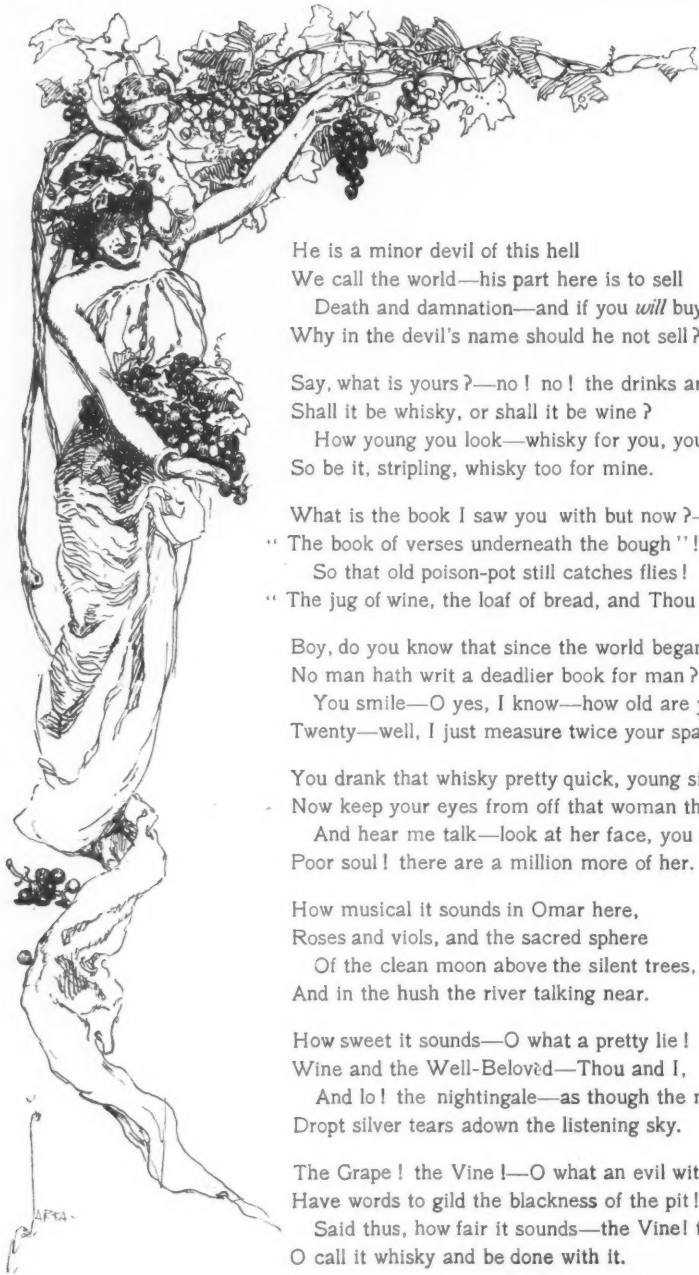 He is a minor devil of this hell
We call the world—his part here is to sell
Death and damnation—and if you will buy
Why in the devil's name should he not sell?
Say, what is yours?—no! no! the drinks ar
Shall it be whisky, or shall it be wine?
How young you look—whisky for you, you
So be it, stripling, whisky too for mine.
What is the book I saw you with but now?—
"The book of verses underneath the bough"!
So that old poison-pot still catches flies!
"The jug of wine, the loaf of bread, and Thou
Boy, do you know that since the world began
No man hath writ a deadlier book for man?
You smile—O yes, I know—how old are y
Twenty—well, I just measure twice your spa
You drank that whisky pretty quick, young si
Now keep your eyes from off that woman th
And hear me talk—look at her face, you
Poor soul! there are a million more of her.
How musical it sounds in Omar here,
Roses and viols, and the sacred sphere
Of the clean moon above the silent trees,
And in the hush the river talking near.
How sweet it sounds—O what a pretty lie!
Wine and the Well-Belovèd—Thou and I,
And lo! the nightingale—as though the m
Dropt silver tears adown the listening sky.
The Grape! the Vine!—O what an evil wit
Have words to gild the blackness of the pit!
Said thus, how fair it sounds—the Vine! t
O call it whisky and be done with it.